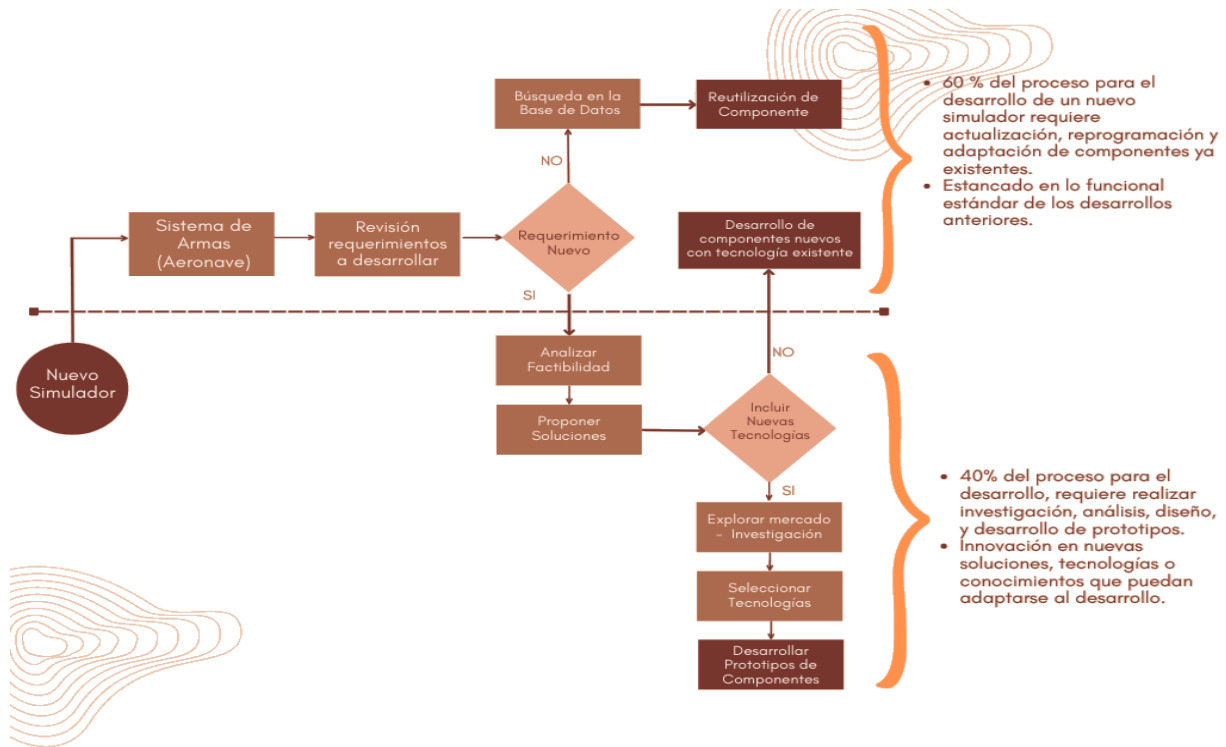 Búsqueda en la
Base de Datos
Reutilización de
Componente
• 60 % del proceso para el
desarrollo de un nuevo
simulador requiere
actualización, reprogramación y
adaptación de componentes ya
existentes.
• Estancado en lo funcional
estándar de los desarrollos
anteriores.
NO
Sistema de
Armas
(Aeronave)
Revisión
requerimientos
a desarrollar
Requerimiento
Nuevo
Desarrollo de
componentes nuevos
con tecnología existente
SI
Nuevo
Simulador
Analizar
Factibilidad
NO
Proponer
Soluciones
Incluir
Nuevas
Tecnologías
SI
Explorar mercado
- Investigación
Seleccionar
Tecnologías
Desarrollar
Prototipos de
Componentes
• 40% del proceso para el
desarrollo, requiere realizar
investigación, análisis, diseño,
y desarrollo de prototipos.
• Innovación en nuevas
soluciones, tecnologías o
conocimientos que puedan
adaptarse al desarrollo.